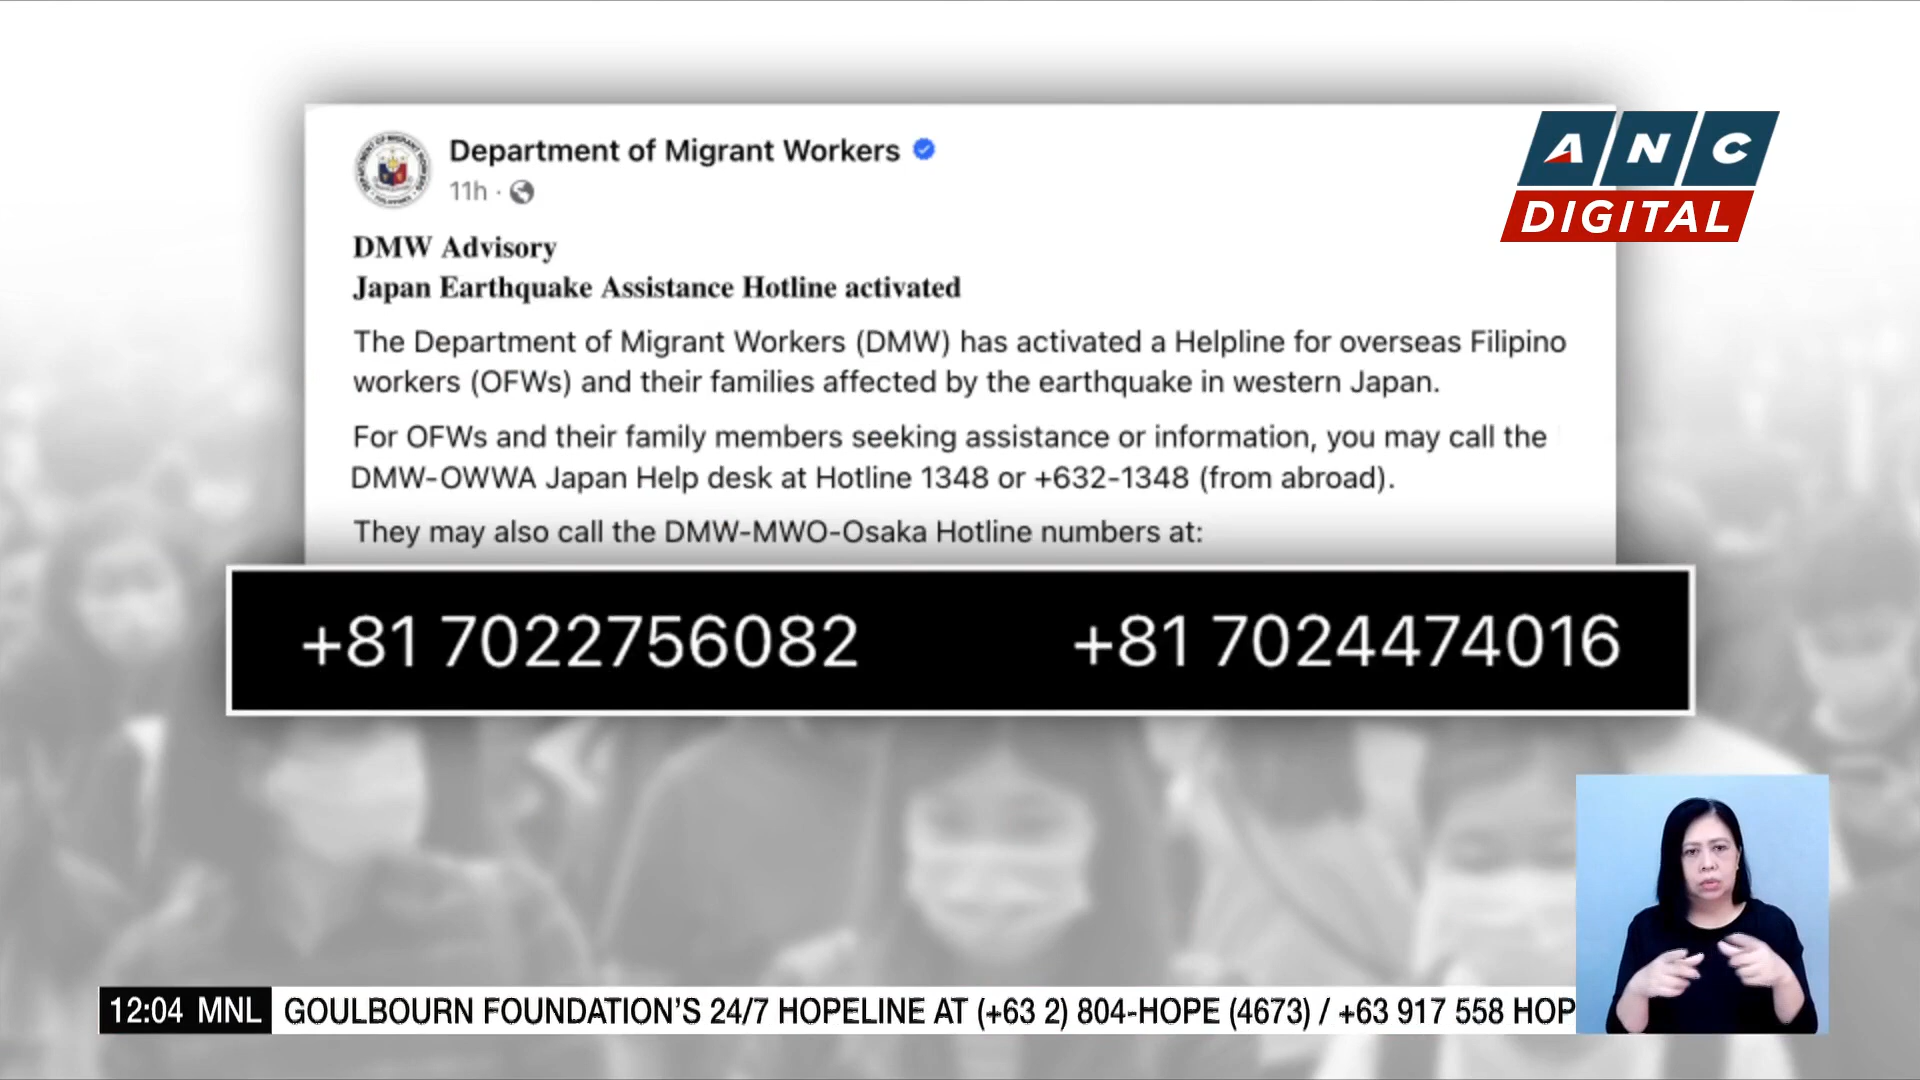 Department of Migrant Workers
11h ·
DMW Advisory
Japan Earthquake Assistance Hotline activated
The Department of Migrant Workers (DMW) has activated a Helpline for overseas Filipino
workers (OFWs) and their families affected by the earthquake in western Japan.
For OFWs and their family members seeking assistance or information, you may call the
DMW-OWWA Japan Help desk at Hotline 1348 or +632-1348 (from abroad).
They may also call the DMW-MWO-Osaka Hotline numbers at:
+81 7022756082
+81 7024474016
ANC
DIGITAL
12:04 MNL
GOULBOURN FOUNDATION'S 24/7 HOPELINE AT (+63 2) 804-HOPE (4673) / +63 917 558 HOP